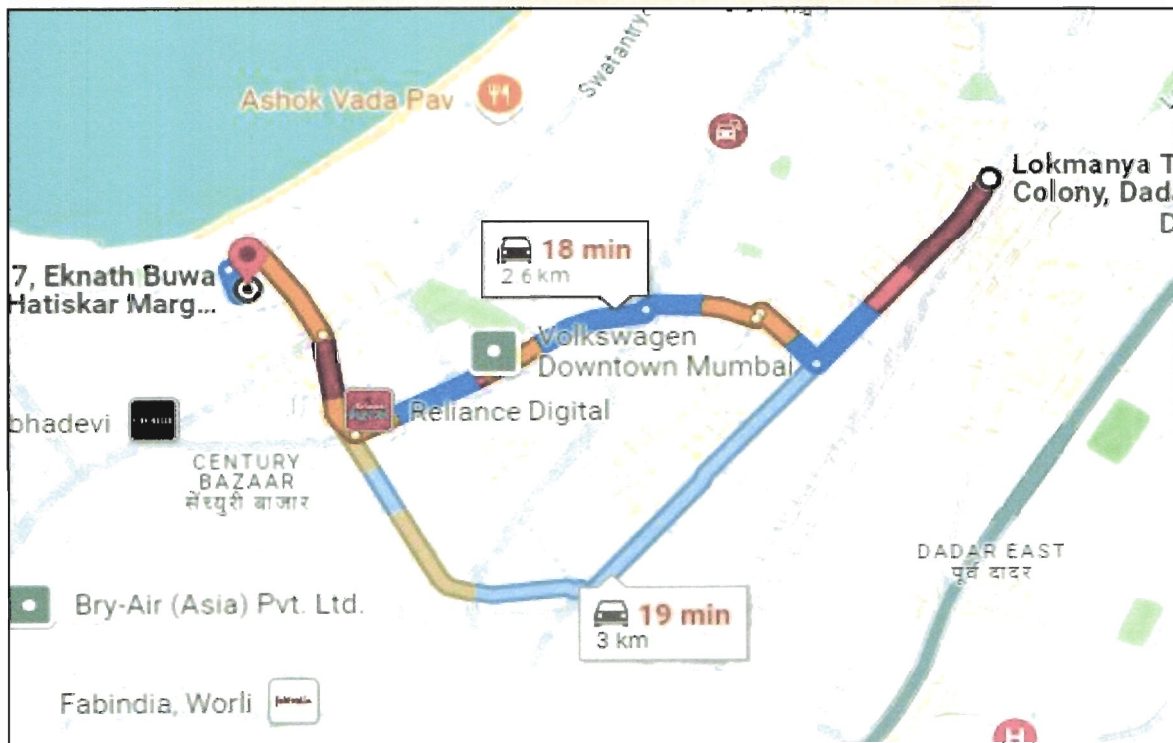 Ashok Vada Pav
Swatantry
Lokmanya T
Colony, Dada
D
18 min
2.6 km
7, Eknath Buwa
Hatiskar Marg...
Volkswagen
Downtown Mumbai
Reliance Digital
bhadevi
CENTURY
BAZAAR
सेंच्युरी बाजार
DADAR EAST
पूर्व दादर
Bry-Air (Asia) Pvt. Ltd.
19 min
3 km
Fabindia, Worli
H